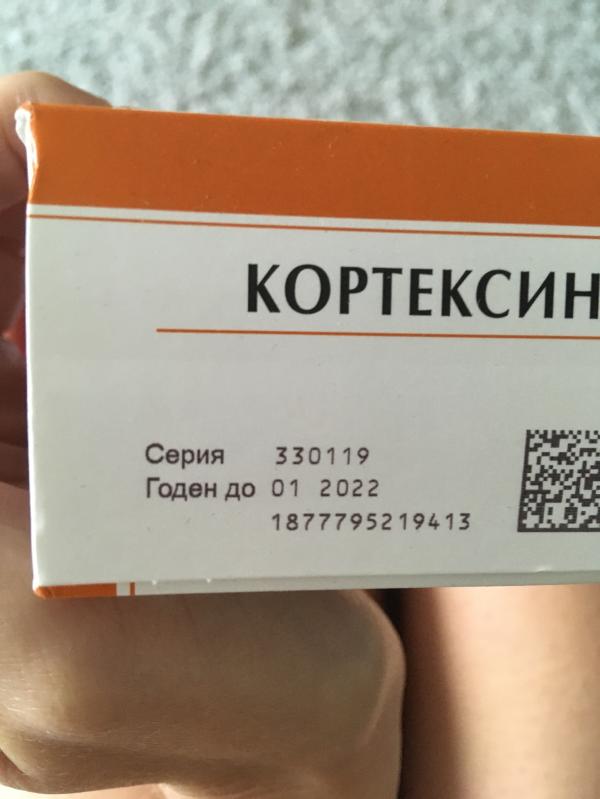 КОРТЕКСИН
Серия 330119
Годен до 01 2022
1877795219413